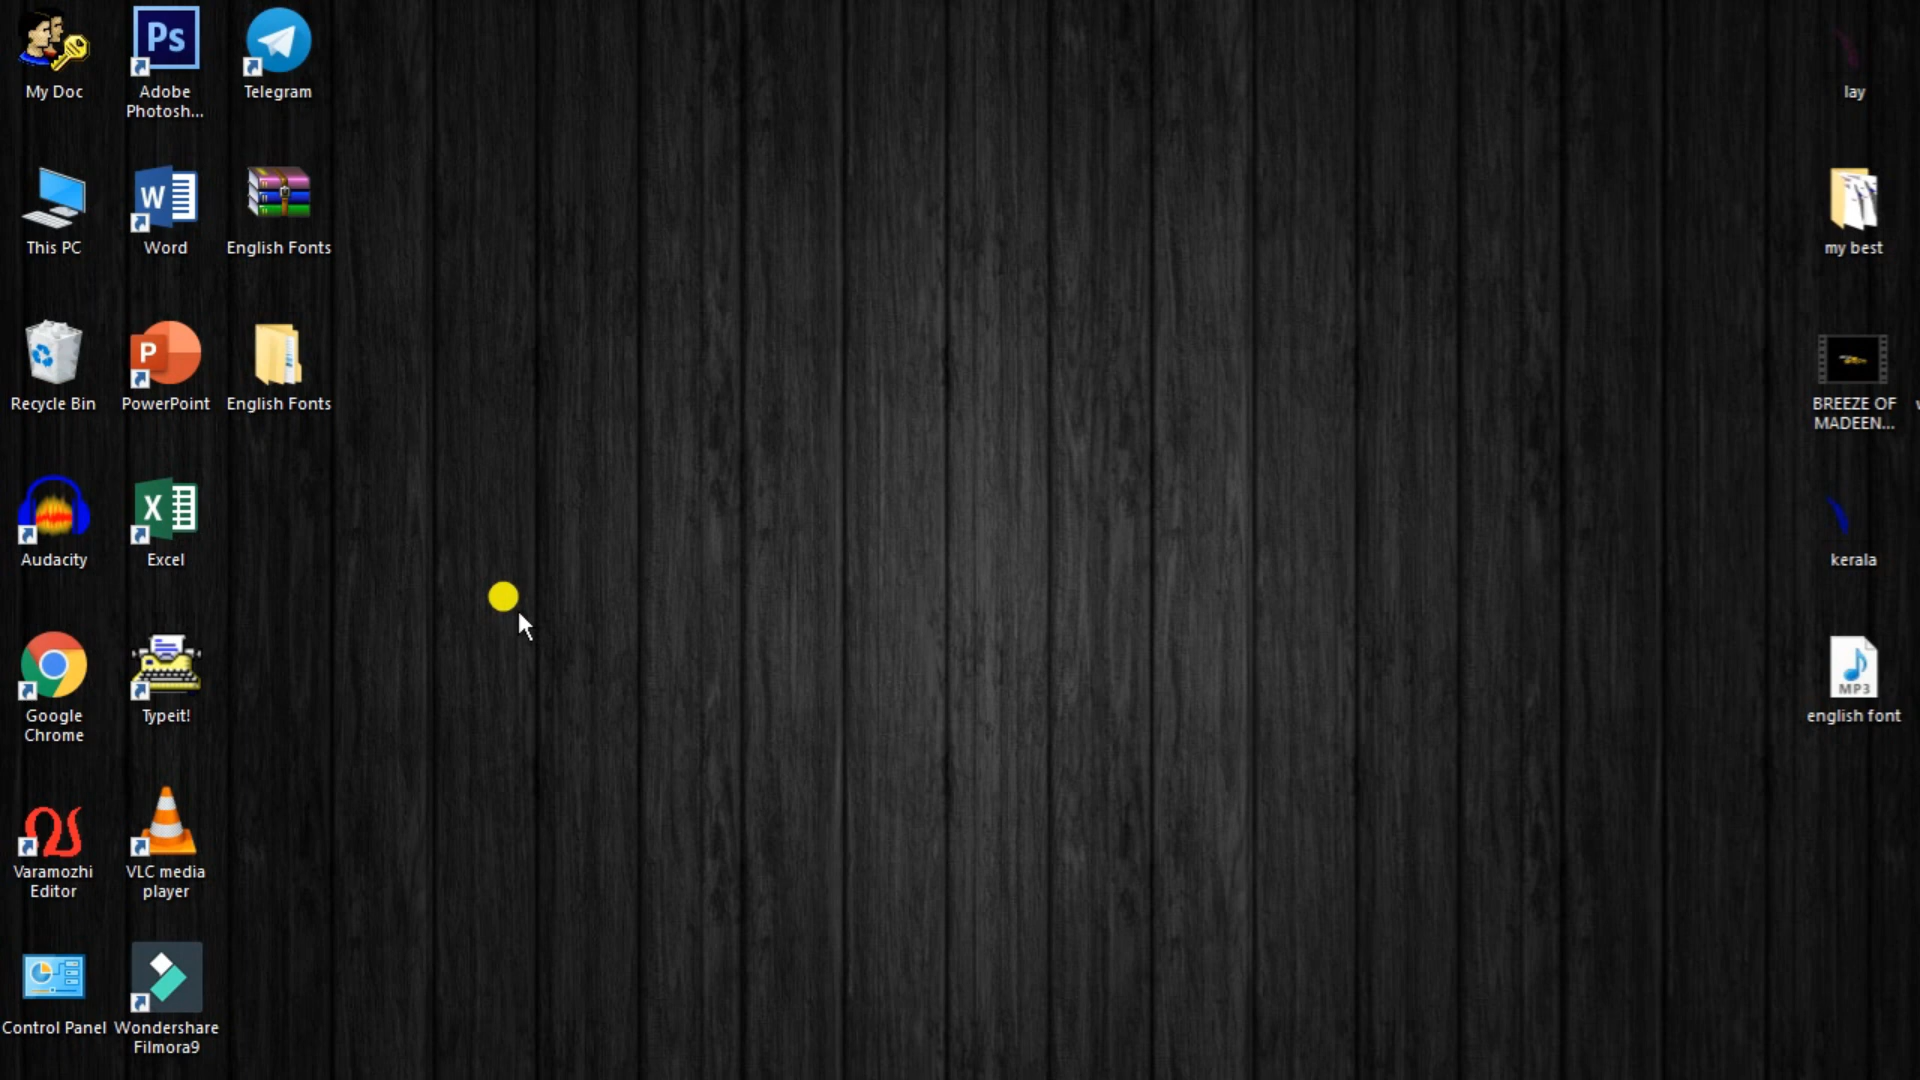 My Doc
Adobe
Photosh...
Telegram
lay
This PC
Word
English Fonts
my best
Recycle Bin
PowerPoint
English Fonts
BREEZE OF
MADEEN...
Audacity
Excel
kerala
Google
Chrome
Typeit!
MP3
english font
Varamozhi
Editor
VLC media
player
Control Panel
Wondershare
Filmora9